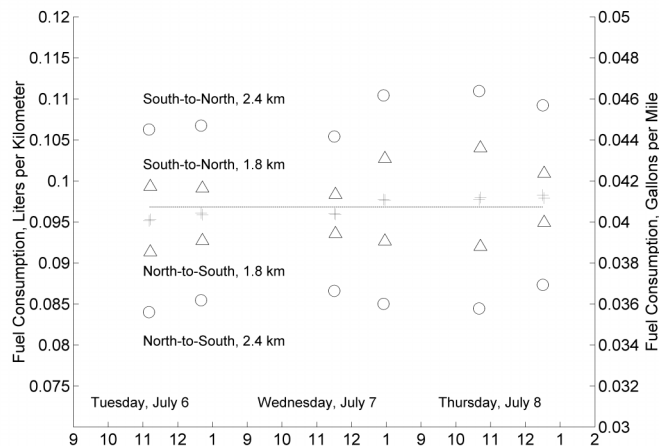 0.12
0.115
0.11
0.105
0.1
0.095
0.09
0.085
0.08
0.075
Fuel Consumption, Liters per Kilometer
South-to-North, 2.4 km
South-to-North, 1.8 km
North-to-South, 1.8 km
North-to-South, 2.4 km
Tuesday, July 6 Wednesday, July 7 Thursday, July 8
9 10 11 12 1 9 10 11 12 1 9 10 11 12 1 2
0.05
0.048
0.046
0.044
0.042
0.04
0.038
0.036
0.034
0.032
0.03
Fuel Consumption, Gallons per Mile